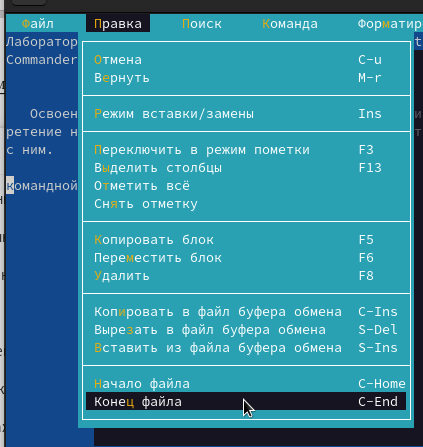 Файл Правка Поиск Команда Форматир
Лаборатор
Commander
Отмена C-u
Вернуть M-r
Освоен Режим вставки/замены Ins
ретение н
с ним.
Переключить в режим пометки F3
Выделить столбцы F13
командной Отметить всё
Снять отметку
Копировать блок F5
Переместить блок F6
Удалить F8
Копировать в файл буфера обмена C-Ins
Вырезать в файл буфера обмена S-Del
Вставить из файла буфера обмена S-Ins
Начало файла C-Home
Конец файла C-End